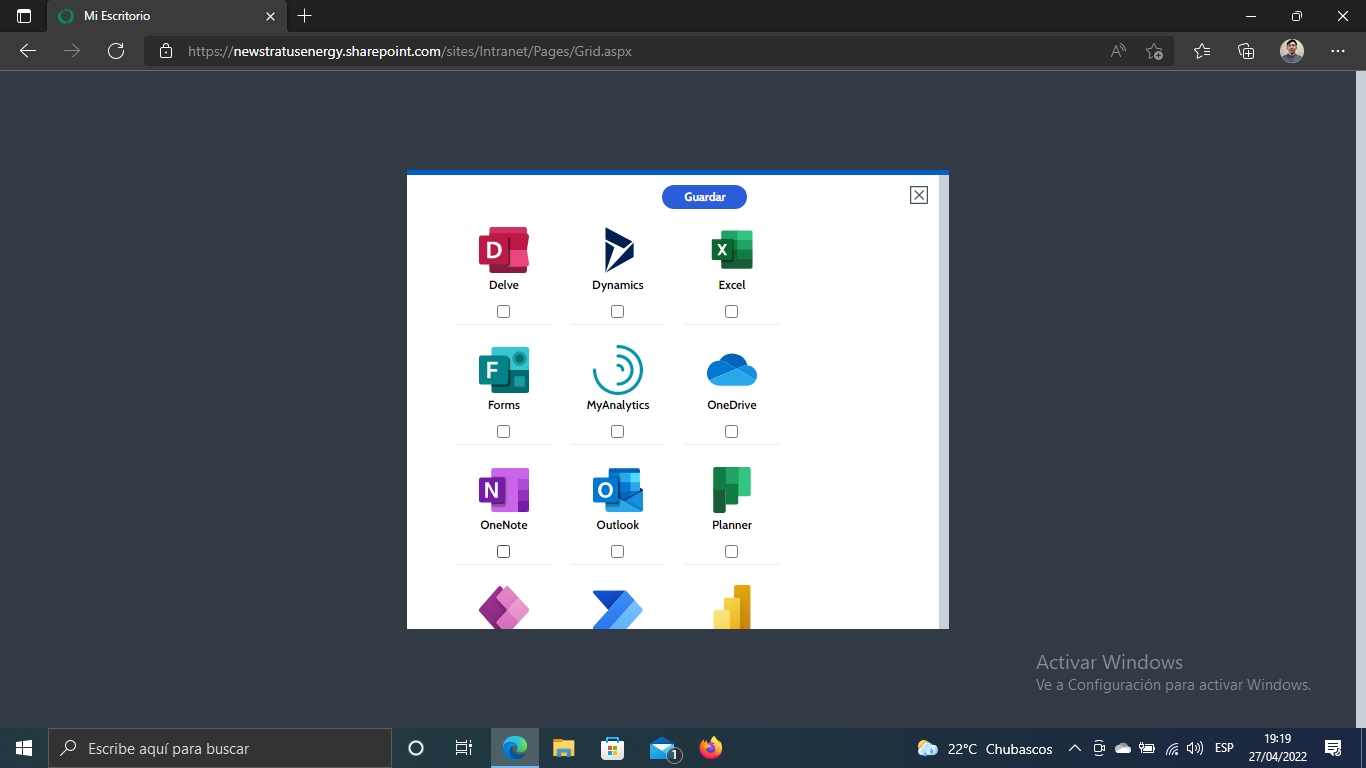 Mi Escritorio
https://newstratusenergy.sharepoint.com/sites/Intranet/Pages/Grid.aspx
Guardar
D
X
Delve
Dynamics
Excel
F
Forms
MyAnalytics
OneDrive
N
O
OneNote
Outlook
Planner
Activar Windows
Ve a Configuración para activar Windows.
Escribe aquí para buscar
1
22°C Chubascos
ESP
19:19
27/04/2022